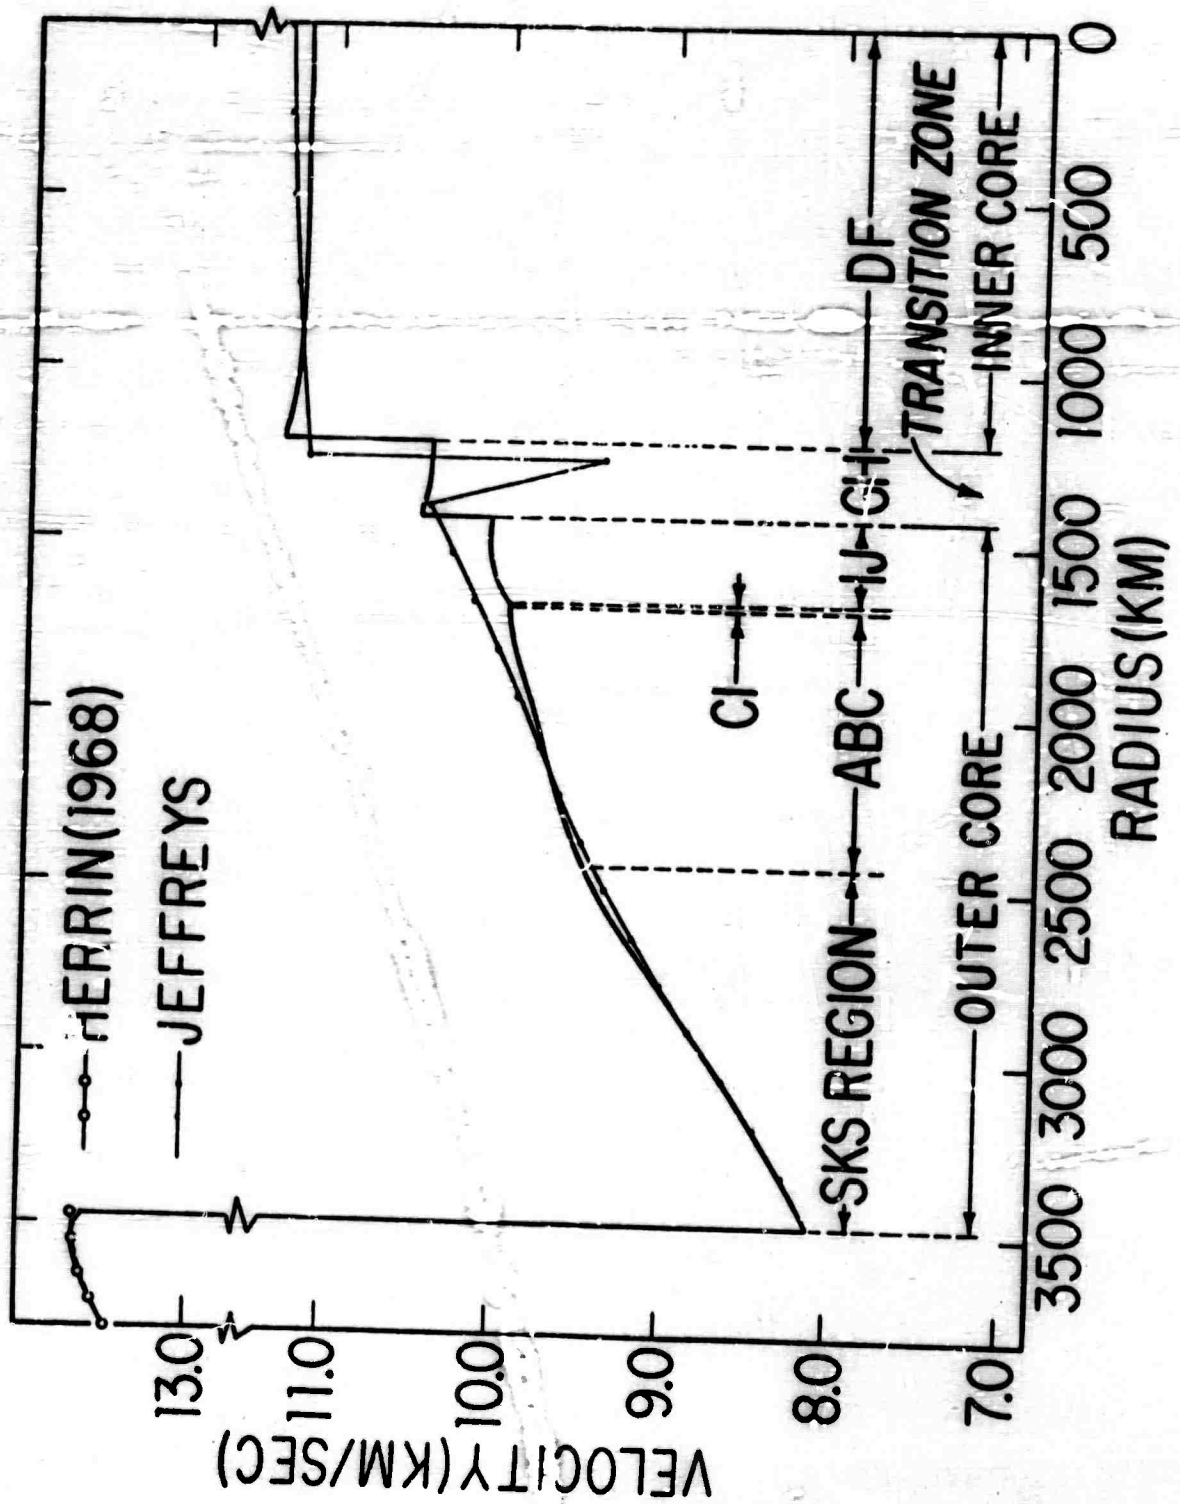 HERRIN(1968)
JEFFREYS
VELOCITY(KM/SEC)
13.0
11.0
10.0
9.0
8.0
7.0
CI
SKS REGION
ABC
IJ
DF
TRANSITION ZONE
OUTER CORE
INNER CORE
3500
3000
2500
2000
1500
1000
500
0
RADIUS(KM)